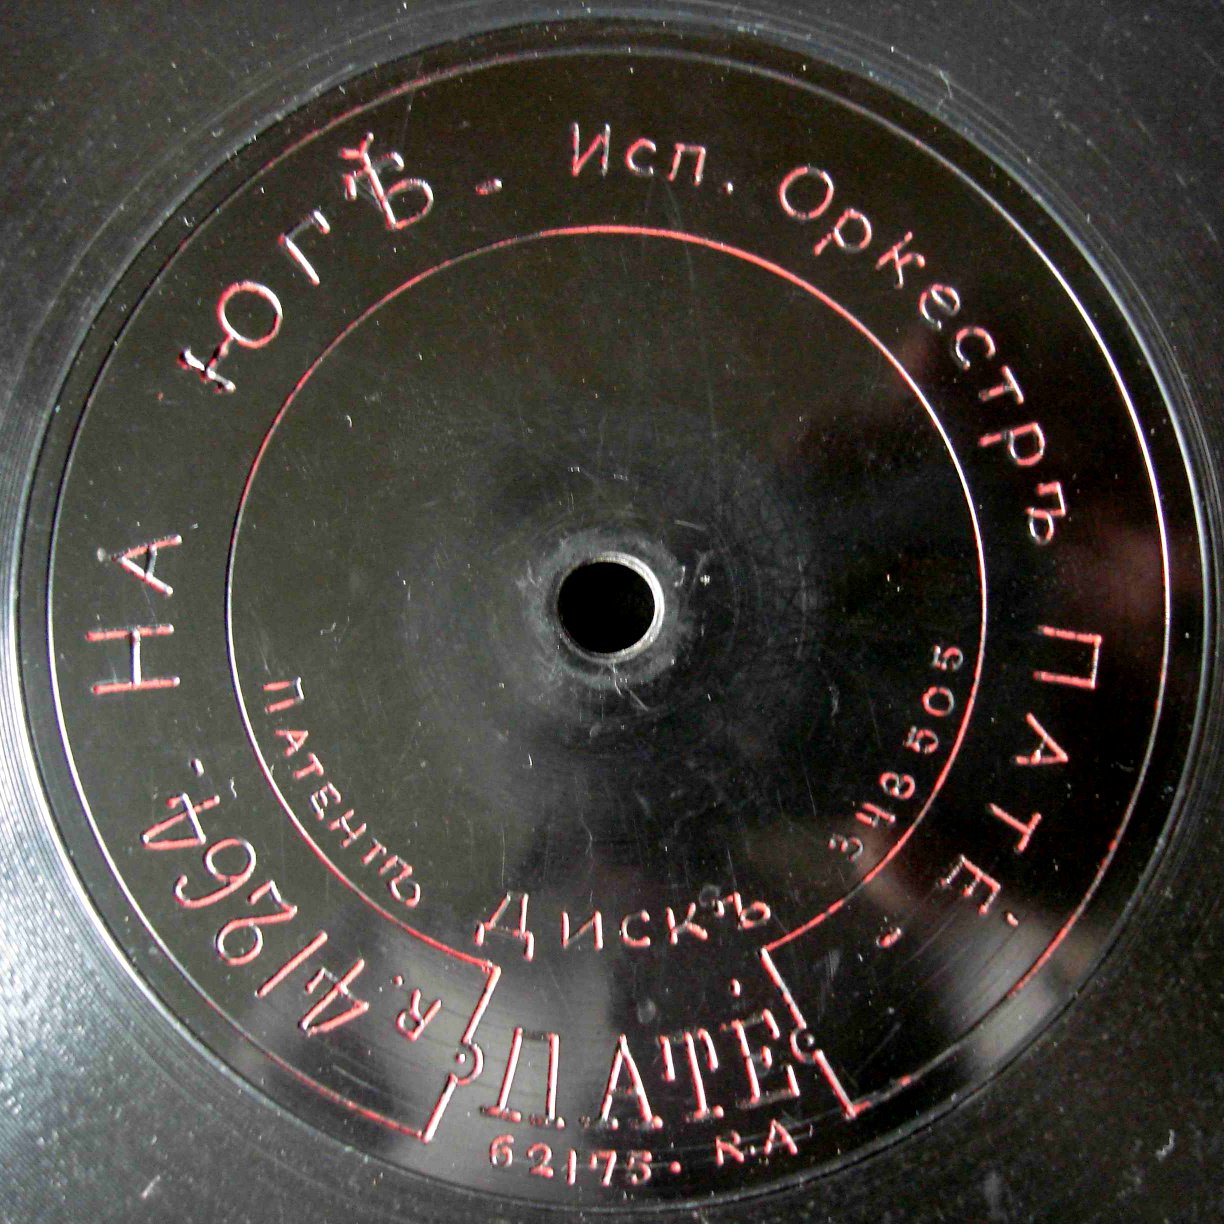 НА ЮГѢ. Исп. Оркестръ ПАТЕ.
R. 41264.
ПАТЕНТЪ 348505
Дискъ
ПАТЕ.
62175. R.A